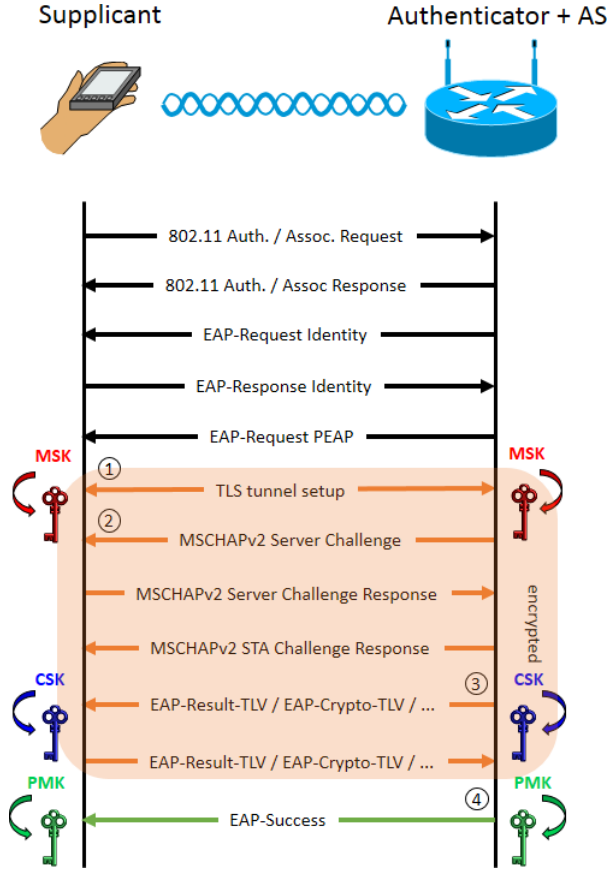 Supplicant
Authenticator + AS
802.11 Auth. / Assoc. Request
802.11 Auth. / Assoc Response
EAP-Request Identity
EAP-Response Identity
EAP-Request PEAP
MSK
1
MSK
TLS tunnel setup
2
MSCHAPv2 Server Challenge
MSCHAPv2 Server Challenge Response
encrypted
MSCHAPv2 STA Challenge Response
CSK
3
CSK
EAP-Result-TLV / EAP-Crypto-TLV / ...
EAP-Result-TLV / EAP-Crypto-TLV / ...
PMK
4
PMK
EAP-Success